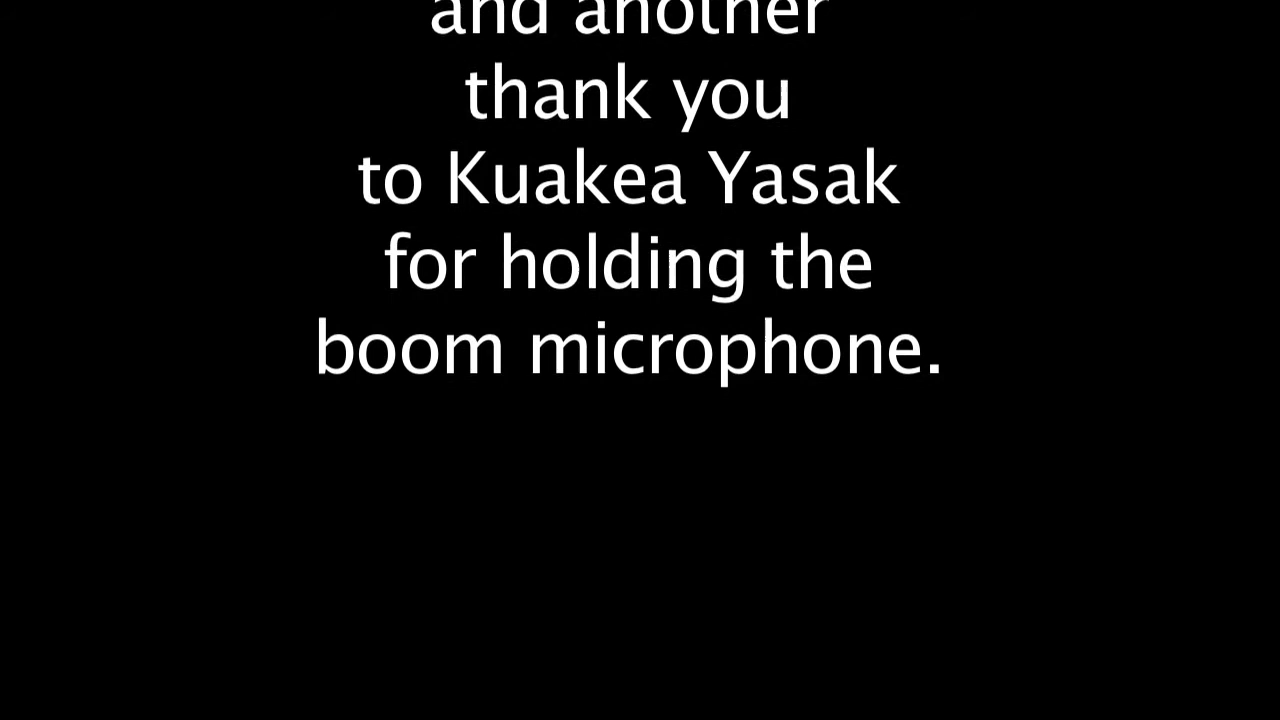 and another
thank you
to Kuakea Yasak
for holding the
boom microphone.